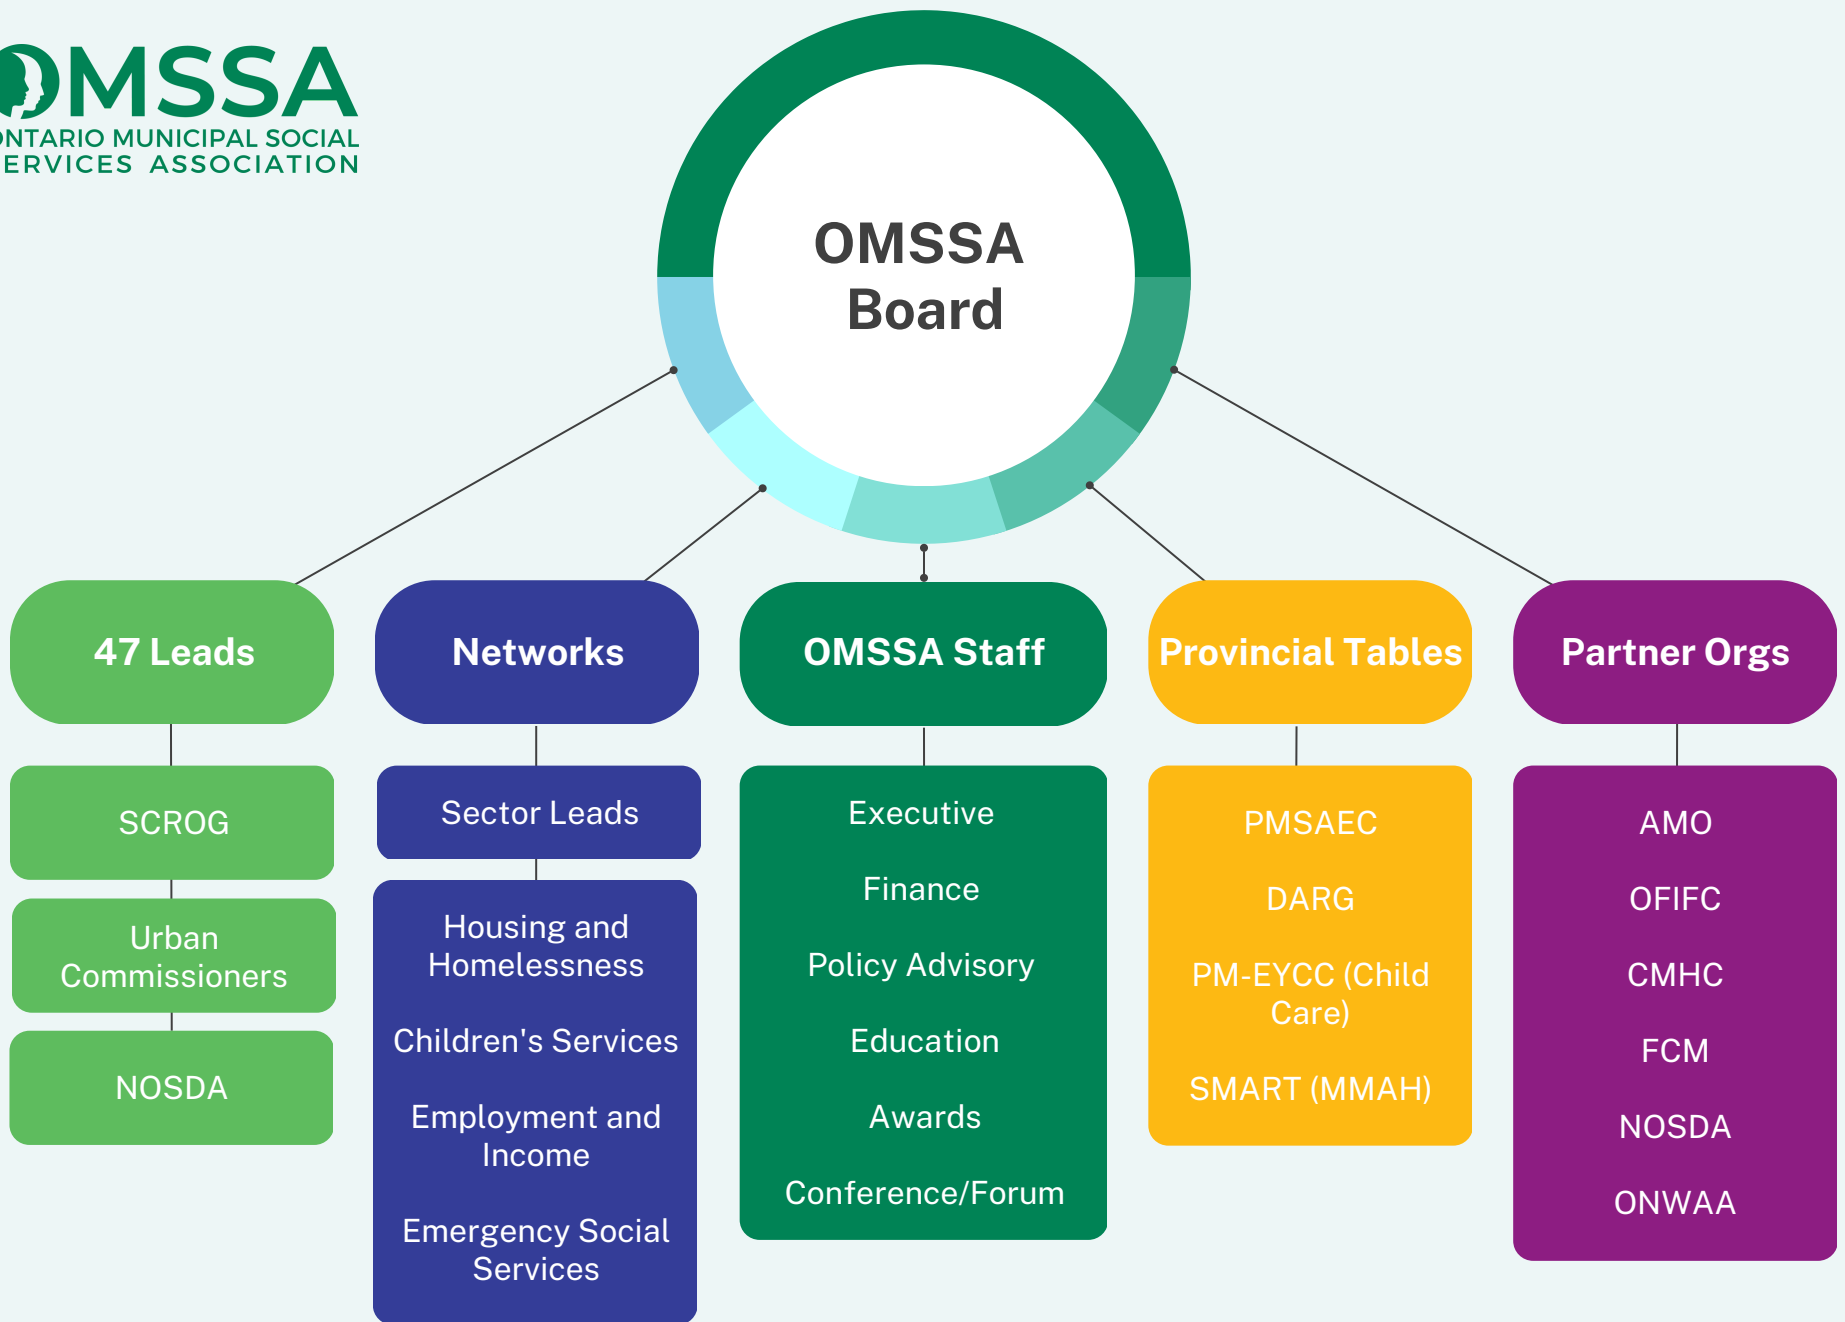 OMSSA
ONTARIO MUNICIPAL SOCIAL
SERVICES ASSOCIATION
OMSSA
Board
47 Leads
SCROG
Urban
Commissioners
NOSDA
Networks
Sector Leads
Housing and
Homelessness
Children's Services
Employment and
Income
Emergency Social
Services
OMSSA Staff
Executive
Finance
Policy Advisory
Education
Awards
Conference/Forum
Provincial Tables
PMSAEC
DARG
PM-EYCC (Child
Care)
SMART (MMAH)
Partner Orgs
AMO
OFIFC
CMHC
FCM
NOSDA
ONWAA